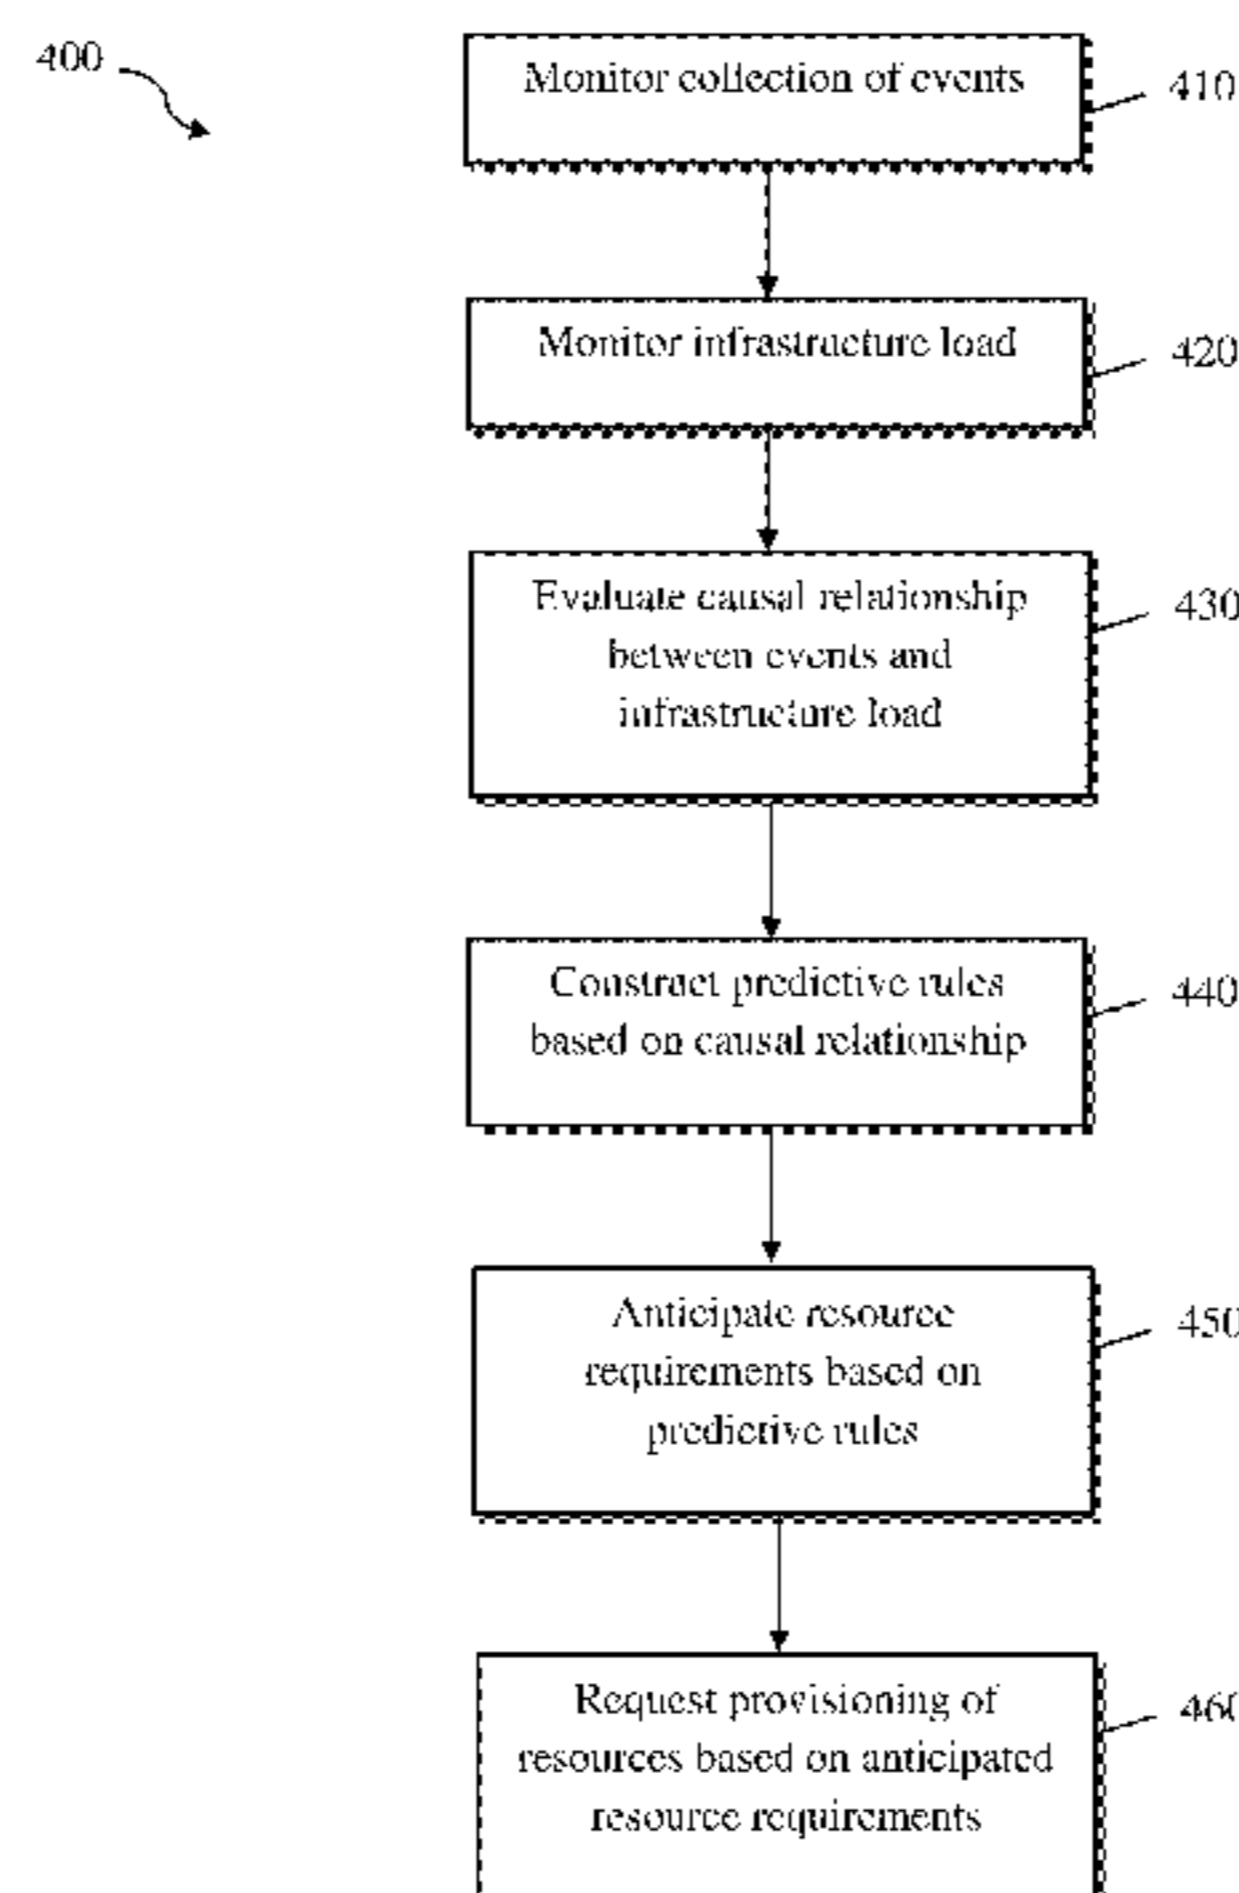 400
Monitor collection of events
410
Monitor infrastructure load
420
Evaluate causal relationship
between events and
infrastructure load
430
Construct predictive rules
based on causal relationship
440
Anticipate resource
requirements based on
predictive rules
450
Request provisioning of
resources based on anticipated
resource requirements
460